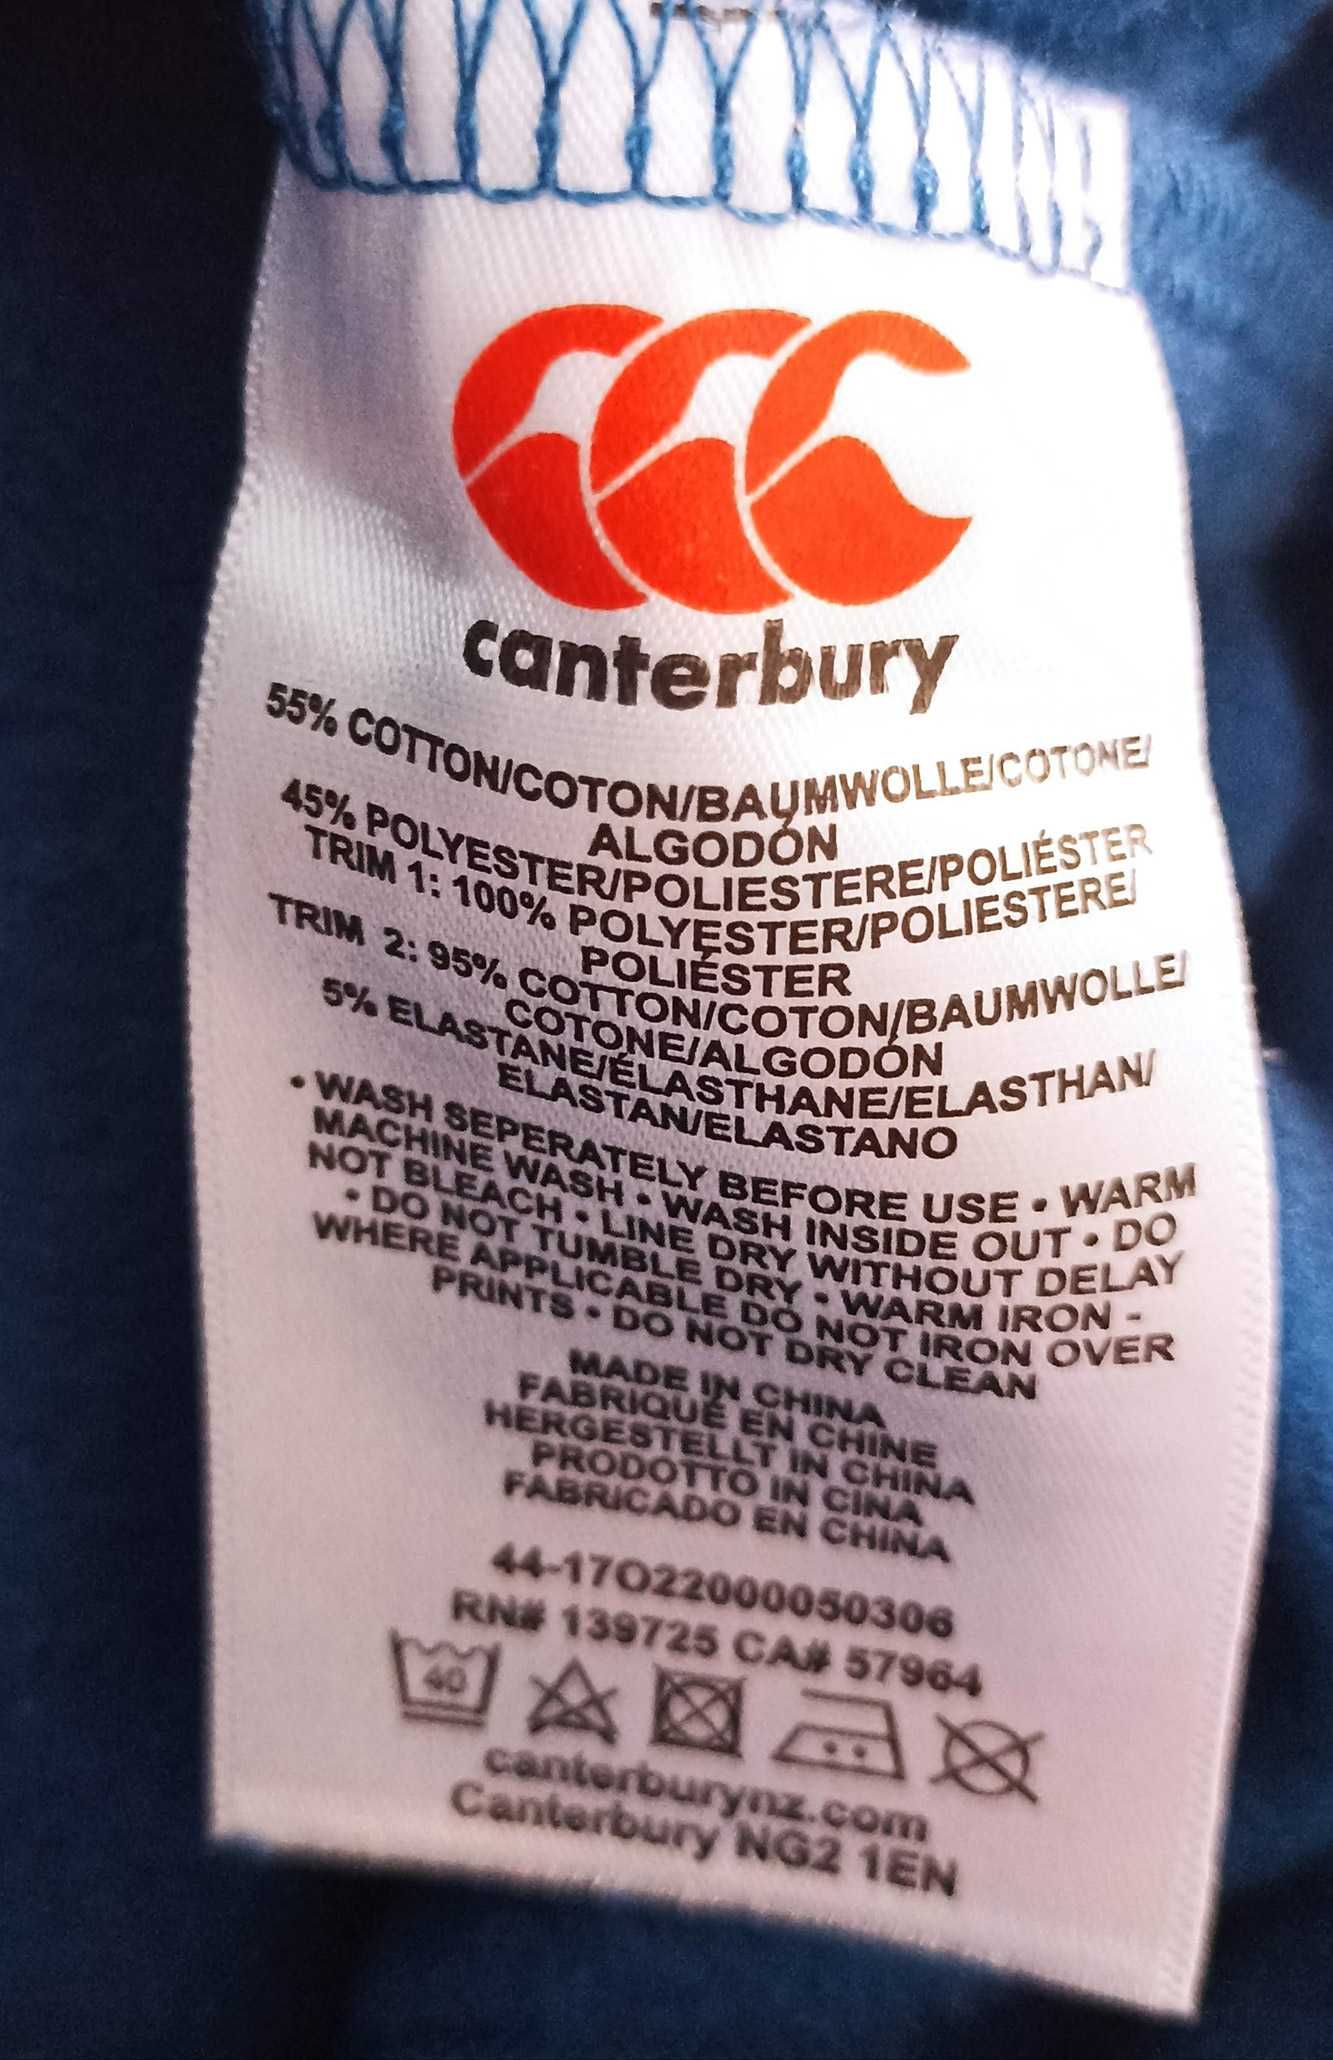 canterbury
55% COTTON/COTON/BAUMWOLLE/COTONE/
ALGODÓN
45% POLYESTER/POLIESTERE/POLIÉSTER
TRIM 1: 100% POLYESTER/POLIESTERE/
POLIÉSTER
TRIM 2: 95% COTTON/COTON/BAUMWOLLE/
COTONE/ALGODÓN
5% ELASTANE/ÉLASTHANE/ELASTHAN/
ELASTAN/ELASTANO
• WASH SEPERATELY BEFORE USE • WARM
MACHINE WASH • WASH INSIDE OUT • DO
NOT BLEACH • LINE DRY WITHOUT DELAY
• DO NOT TUMBLE DRY • WARM IRON -
WHERE APPLICABLE DO NOT IRON OVER
PRINTS • DO NOT DRY CLEAN
MADE IN CHINA
FABRIQUÉ EN CHINE
HERGESTELLT IN CHINA
PRODOTTO IN CINA
FABRICADO EN CHINA
44-17O22000050306
RN# 139725 CA# 57964
40
canterburynz.com
Canterbury NG2 1EN